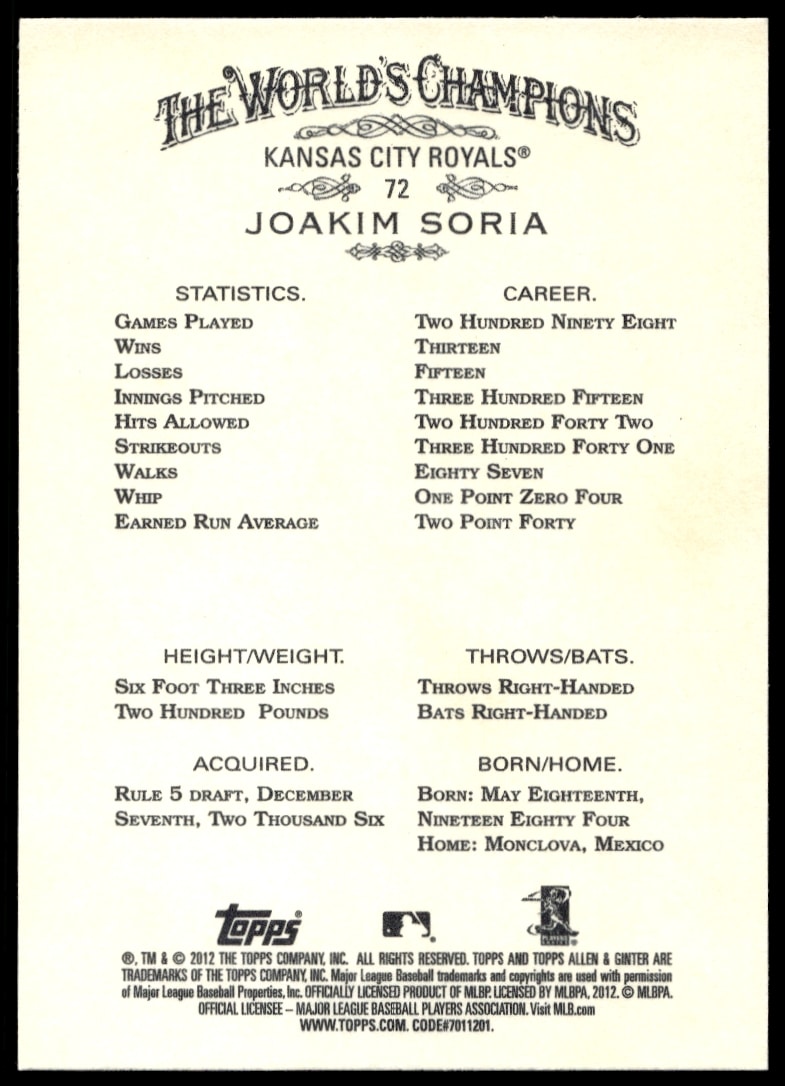 THE WORLD'S CHAMPIONS
KANSAS CITY ROYALS®
72
JOAKIM SORIA
STATISTICS. CAREER.
GAMES PLAYED TWO HUNDRED NINETY EIGHT
WINS THIRTEEN
LOSSES FIFTEEN
INNINGS PITCHED THREE HUNDRED FIFTEEN
HITS ALLOWED TWO HUNDRED FORTY TWO
STRIKEOUTS THREE HUNDRED FORTY ONE
WALKS EIGHTY SEVEN
WHIP ONE POINT ZERO FOUR
EARNED RUN AVERAGE TWO POINT FORTY
HEIGHT/WEIGHT.
SIX FOOT THREE INCHES
TWO HUNDRED POUNDS
THROWS/BATS.
THROWS RIGHT-HANDED
BATS RIGHT-HANDED
ACQUIRED.
RULE 5 DRAFT, DECEMBER
SEVENTH, TWO THOUSAND SIX
BORN/HOME.
BORN: MAY EIGHTEENTH,
NINETEEN EIGHTY FOUR
HOME: MONCLOVA, MEXICO
Topps®
®, TM & © 2012 THE TOPPS COMPANY, INC. ALL RIGHTS RESERVED. TOPPS AND TOPPS ALLEN & GINTER ARE
TRADEMARKS OF THE TOPPS COMPANY, INC. Major League Baseball trademarks and copyrights are used with permission
of Major League Baseball Properties, Inc. OFFICIALLY LICENSED PRODUCT OF MLBP. LICENSED BY MLBPA, 2012. © MLBPA.
OFFICIAL LICENSEE – MAJOR LEAGUE BASEBALL PLAYERS ASSOCIATION. Visit MLB.com
WWW.TOPPS.COM. CODE#7011201.